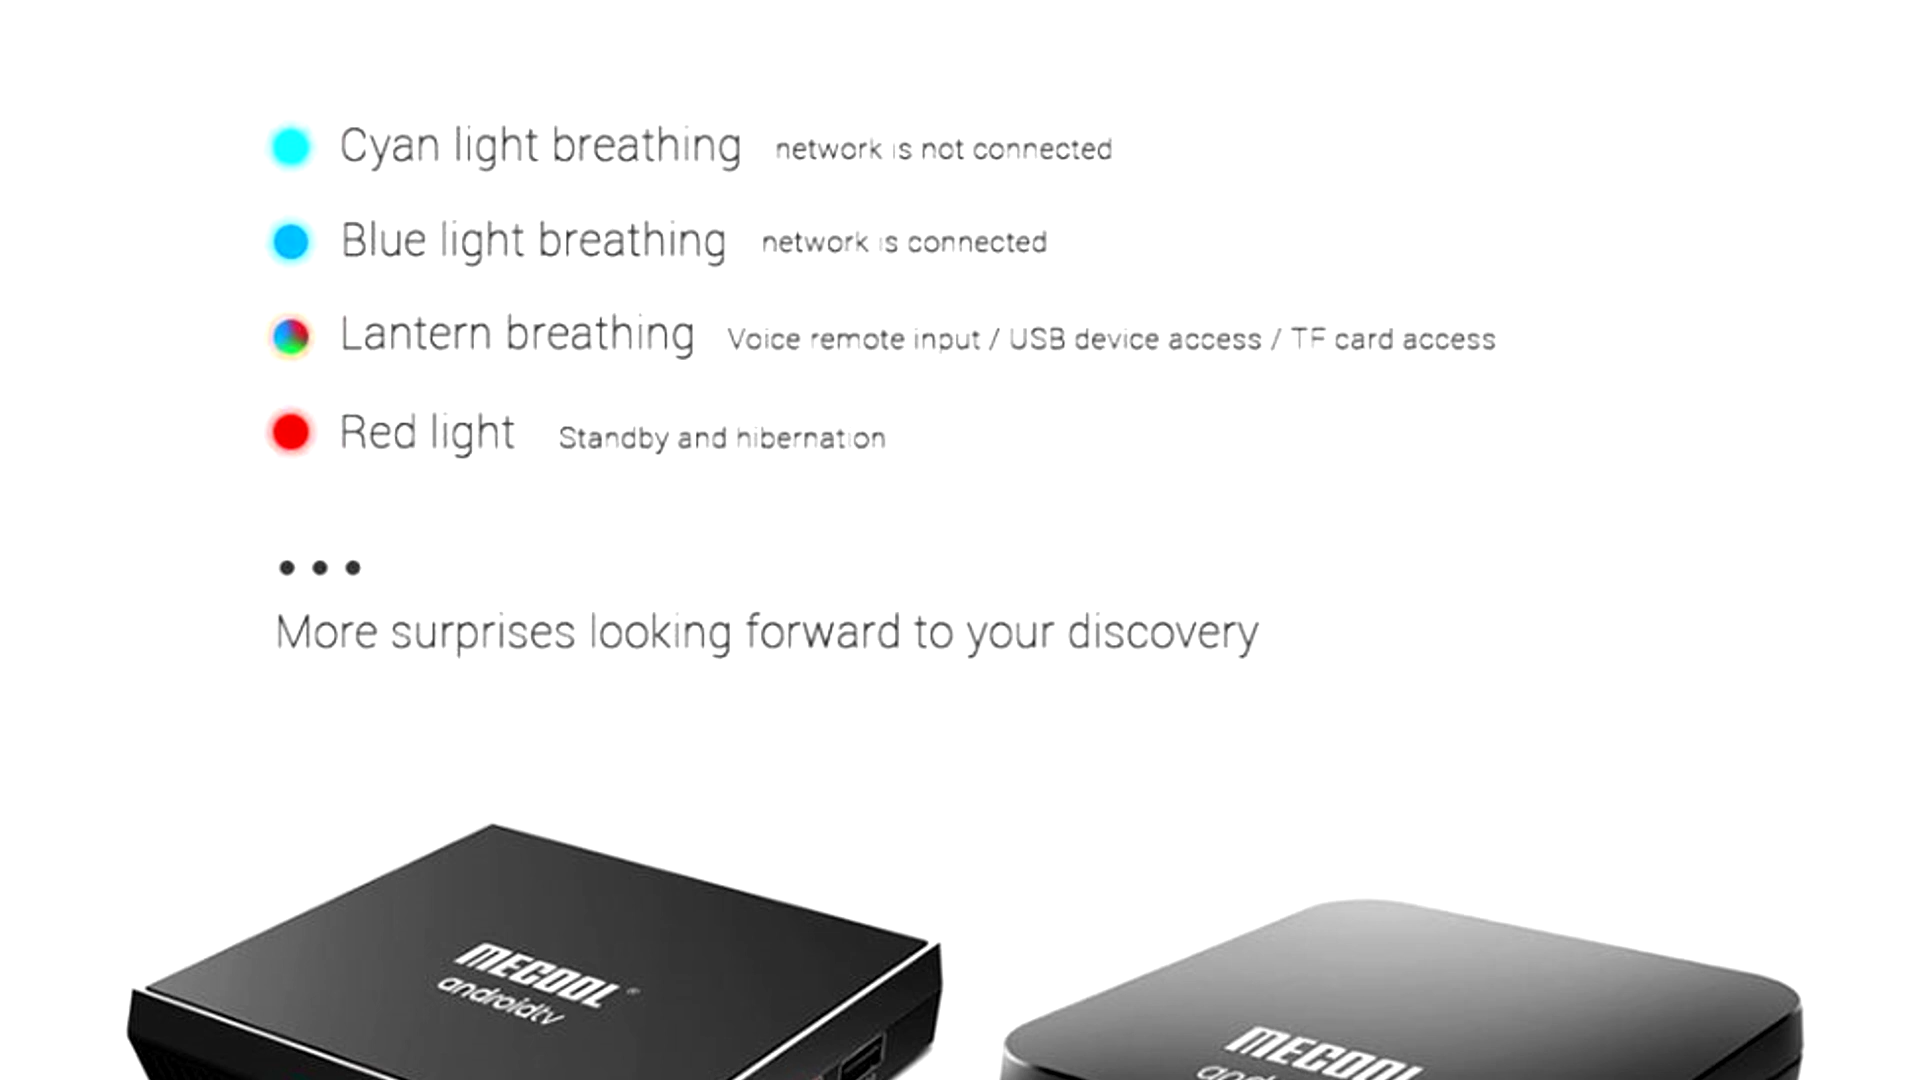 Cyan light breathing network is not connected
Blue light breathing network is connected
Lantern breathing Voice remote input / USB device access / TF card access
Red light Standby and hibernation
...
More surprises looking forward to your discovery
MECOOL®
androidtv
MECOOL